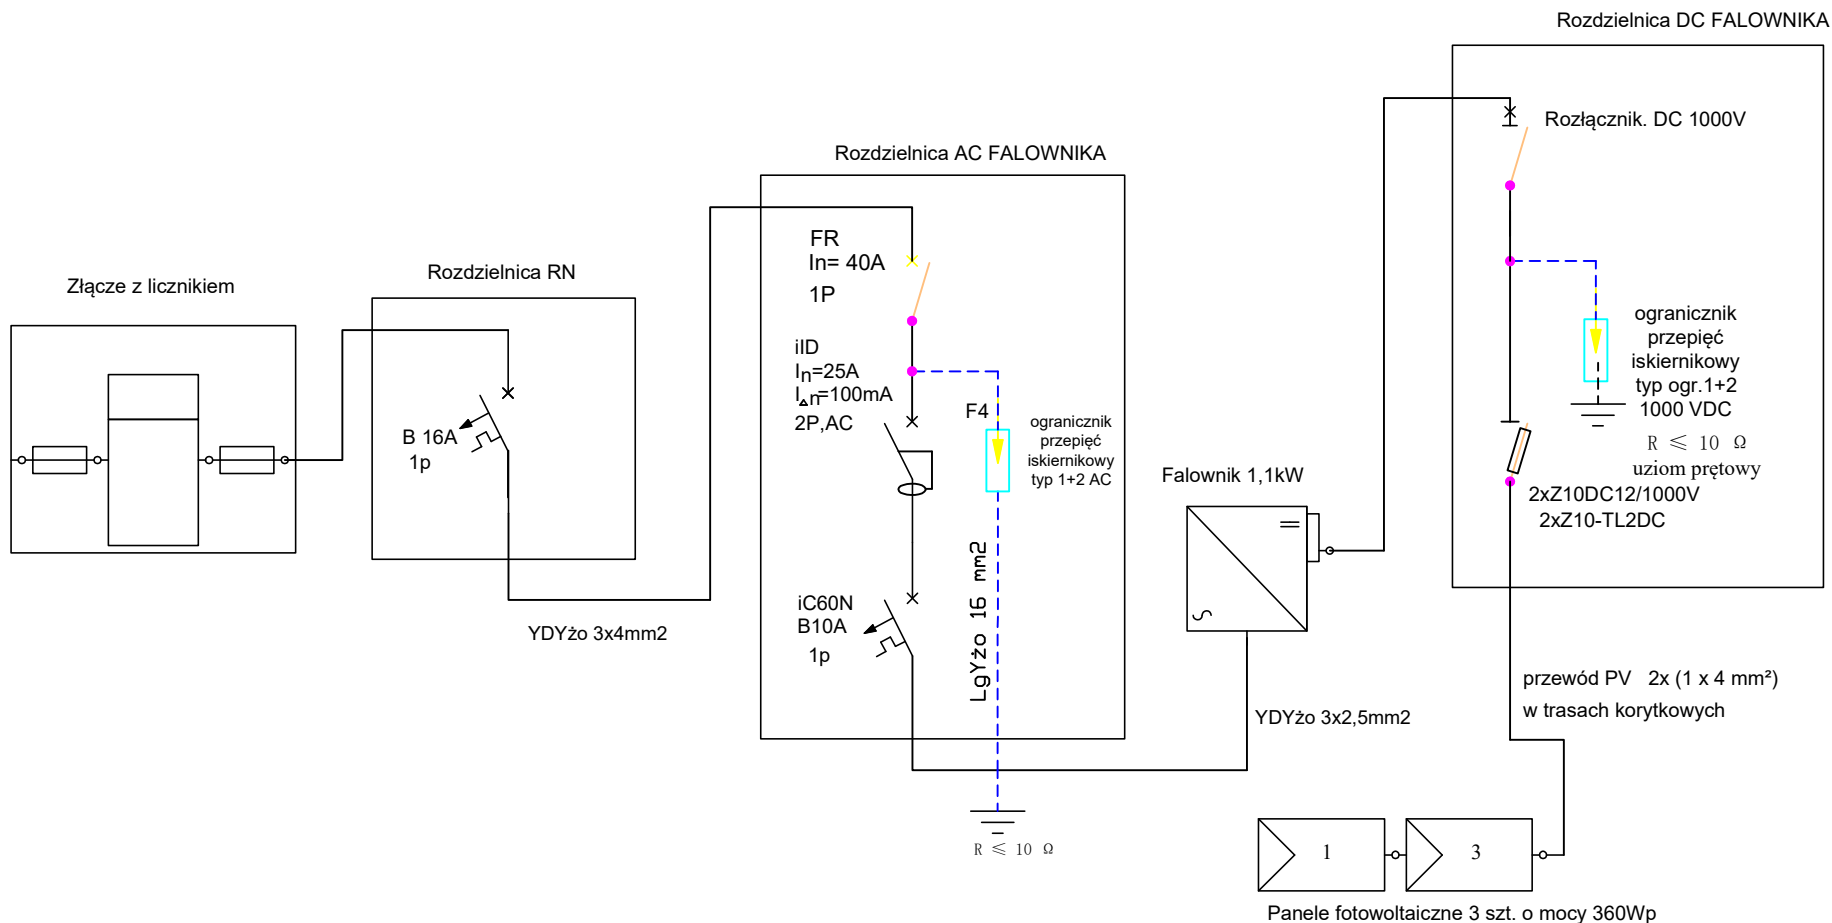 Rozdzielnica DC FALOWNIKA
Rozłącznik. DC 1000V
Rozdzielnica AC FALOWNIKA
FR
In= 40A
1P
Rozdzielnica RN
Złącze z licznikiem
ogranicznik
przepięć
iskiernikowy
typ ogr.1+2
1000 VDC
R ≤ 10 Ω
uziom prętowy
iID
In=25A
I∆n=100mA
2P,AC
F4
ogranicznik
przepięć
iskiernikowy
typ 1+2 AC
B 16A
1p
Falownik 1,1kW
2xZ10DC12/1000V
2xZ10-TL2DC
LgYżo 16 mm2
iC60N
B10A
1p
YDYżo 3x4mm2
przewód PV 2x (1 x 4 mm²)
w trasach korytkowych
YDYżo 3x2,5mm2
R ≤ 10 Ω
1
3
Panele fotowoltaiczne 3 szt. o mocy 360Wp